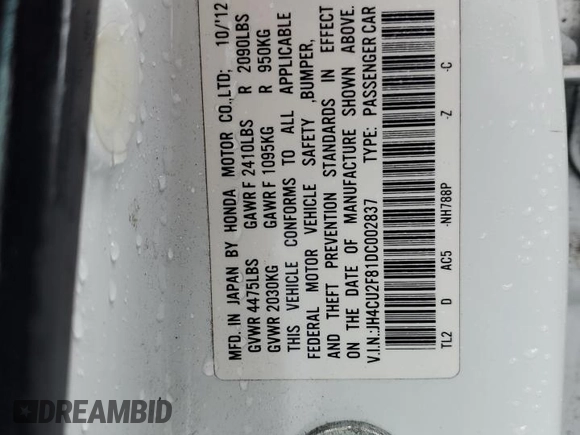 MFD. IN JAPAN BY HONDA MOTOR CO.,LTD; 10/'12
GVWR 4475LBS GAWR F 2410LBS R 2090LBS
GVWR 2030KG GAWR F 1095KG R 950KG
THIS VEHICLE CONFORMS TO ALL APPLICABLE
FEDERAL MOTOR VEHICLE SAFETY ,BUMPER,
AND THEFT PREVENTION STANDARDS IN EFFECT
ON THE DATE OF MANUFACTURE SHOWN ABOVE.
V.I.N.:JH4CU2F81DC002837 TYPE: PASSENGER CAR
TL2 D AC5 -NH788P -Z -C
DREAMBID